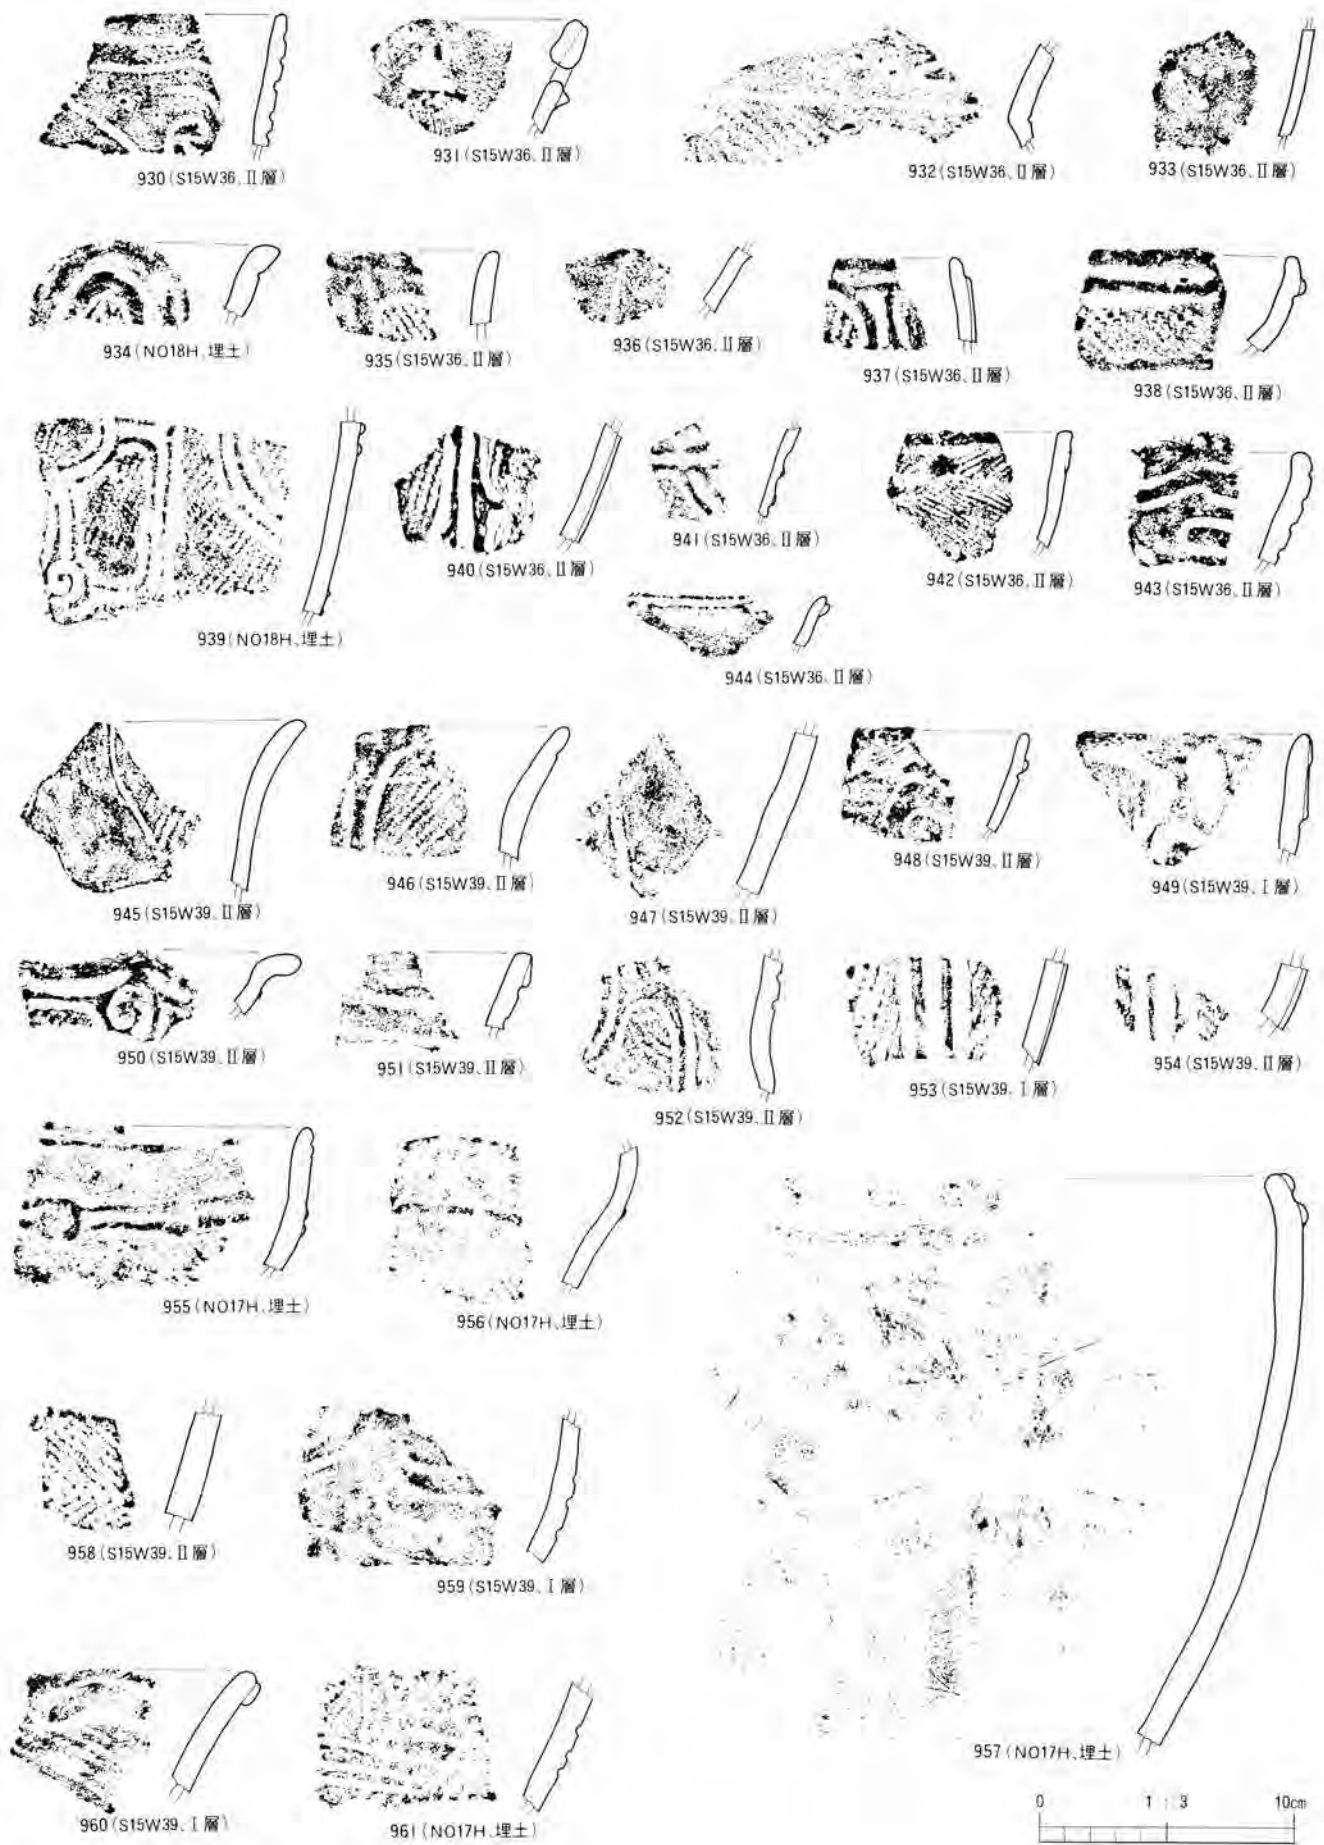 930(S15W36、II層)
931(S15W36、II層)
932(S15W36、II層)
933(S15W36、II層)
934(NO18H、埋土)
935(S15W36、II層)
936(S15W36、II層)
937(S15W36、II層)
938(S15W36、II層)
939(NO18H、埋土)
940(S15W36、II層)
941(S15W36、II層)
942(S15W36、II層)
943(S15W36、II層)
944(S15W36、II層)
945(S15W39、II層)
946(S15W39、II層)
947(S15W39、II層)
948(S15W39、II層)
949(S15W39、I層)
950(S15W39、II層)
951(S15W39、II層)
952(S15W39、II層)
953(S15W39、I層)
954(S15W39、II層)
955(NO17H、埋土)
956(NO17H、埋土)
958(S15W39、II層)
959(S15W39、I層)
957(NO17H、埋土)
960(S15W39、I層)
961(NO17H、埋土)
0 1:3 10cm